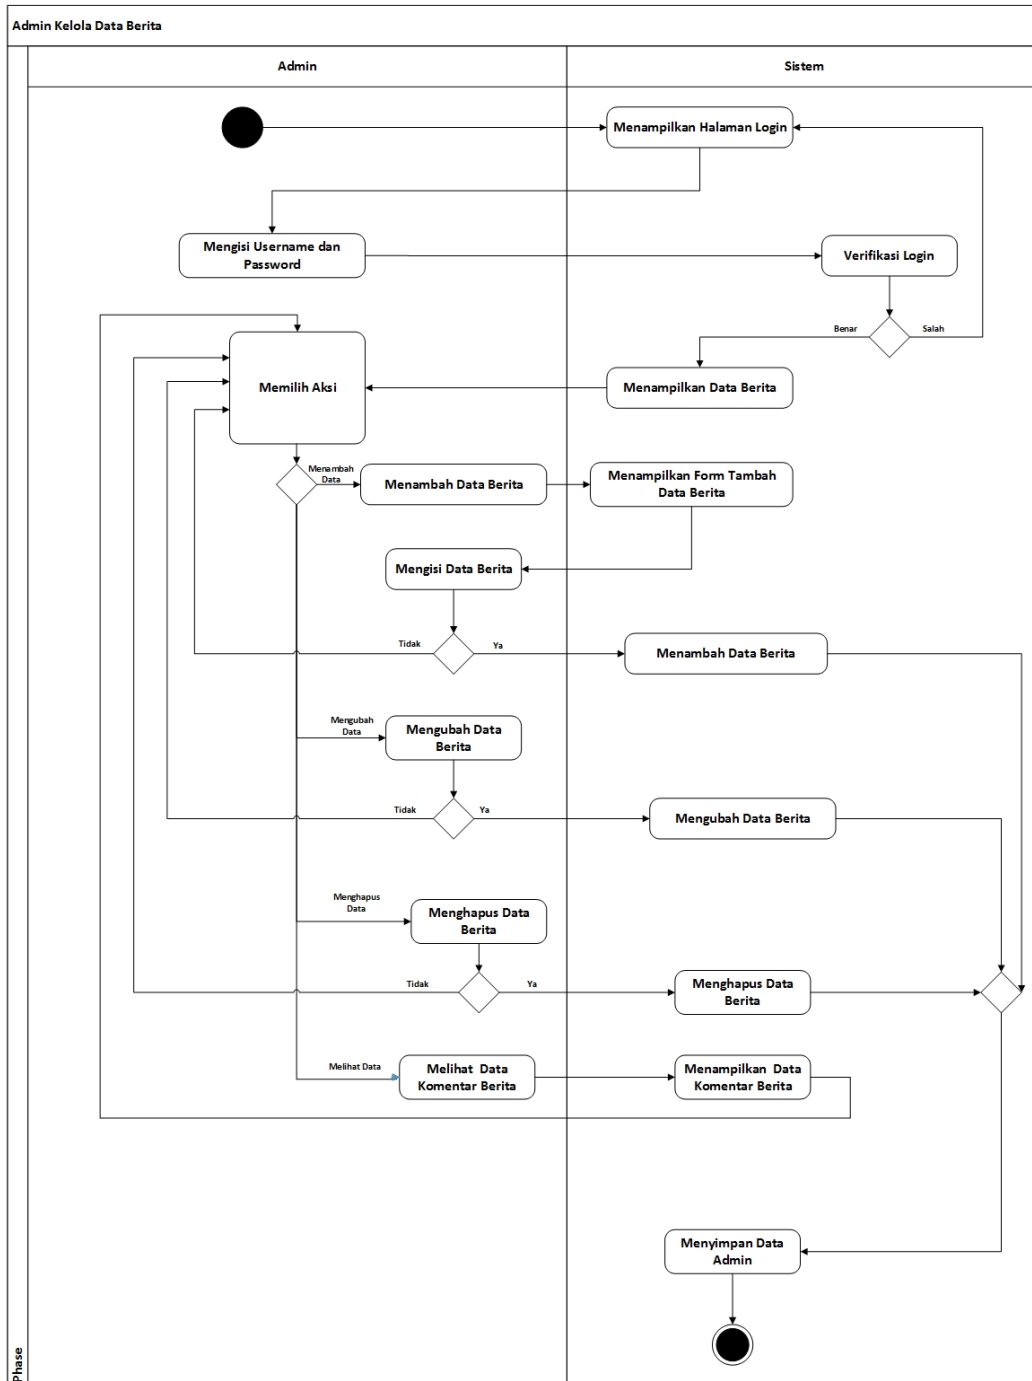 Admin Kelola Data Berita
Admin
Sistem
Menampilkan Halaman Login
Mengisi Username dan
Password
Verifikasi Login
Benar
Salah
Memilih Aksi
Menampilkan Data Berita
Menambah
Data
Menambah Data Berita
Menampilkan Form Tambah
Data Berita
Mengisi Data Berita
Tidak
Ya
Menambah Data Berita
Mengubah
Data
Mengubah Data
Berita
Tidak
Ya
Mengubah Data Berita
Menghapus
Data
Menghapus Data
Berita
Tidak
Ya
Menghapus Data
Berita
Melihat Data
Melihat Data
Komentar Berita
Menampilkan Data
Komentar Berita
Menyimpan Data
Admin
Phase